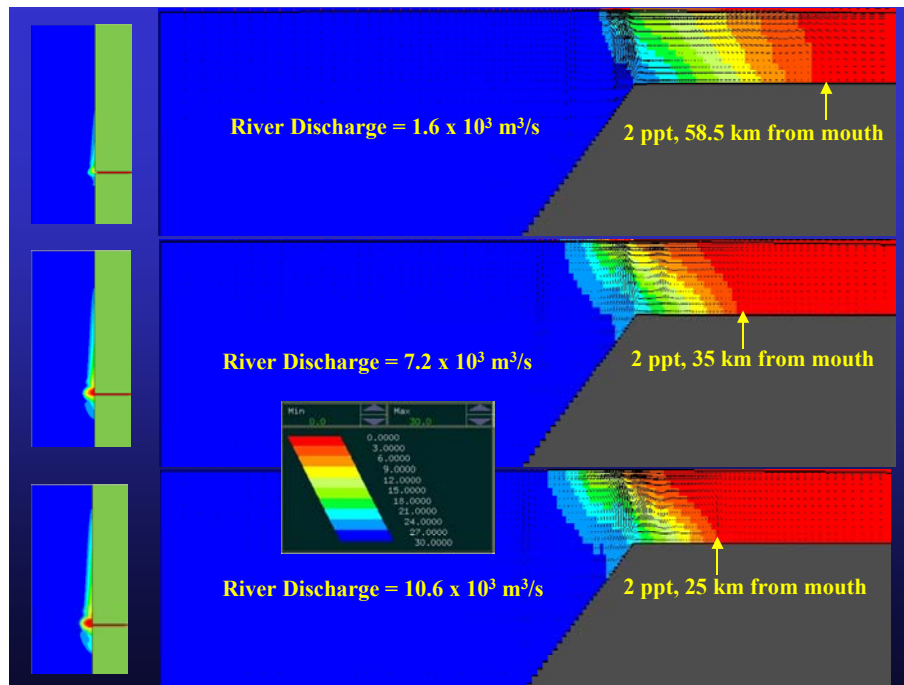 River Discharge = 1.6 x 10³ m³/s
2 ppt, 58.5 km from mouth
River Discharge = 7.2 x 10³ m³/s
2 ppt, 35 km from mouth
Min
Max
0.0
30.0
0.0000
3.0000
6.0000
9.0000
12.0000
15.0000
18.0000
21.0000
24.0000
27.0000
30.0000
River Discharge = 10.6 x 10³ m³/s
2 ppt, 25 km from mouth